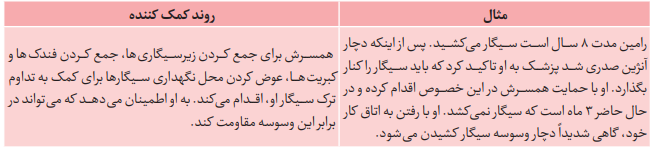 مثال
روند کمک کننده
رامین مدت ۸ سال است سیگار می‌کشید. پس از اینکه دچار
آنژین صدری شد پزشک به او تاکید کرد که باید سیگار را کنار
بگذارد. او با حمایت همسرش در این خصوص اقدام کرده و در
حال حاضر ۳ ماه است که سیگار نمی‌کشد. او با رفتن به اتاق کار
خود، گاهی شدیداً دچار وسوسه سیگار کشیدن می‌شود.
همسرش برای جمع کردن زیرسیگاری‌ها، جمع کردن فندک‌ها و
کبریت‌ها، عوض کردن محل نگهداری سیگارها برای کمک به تداوم
ترک سیگار او، اقدام می‌کند. به او اطمینان می‌دهد که می‌تواند در
برابر این وسوسه مقاومت کند.